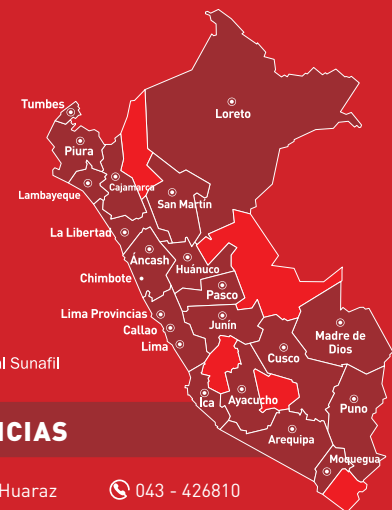 Tumbes
Loreto
Piura
Cajamarca
Lambayeque
San Martín
La Libertad
Áncash
Huánuco
Chimbote
Pasco
Lima Provincias
Junín
Callao
Madre de
Dios
Lima
Cusco
al Sunafil
Ica
Ayacucho
Puno
ICIAS
Arequipa
Moquegua
Huaraz
043 - 426810